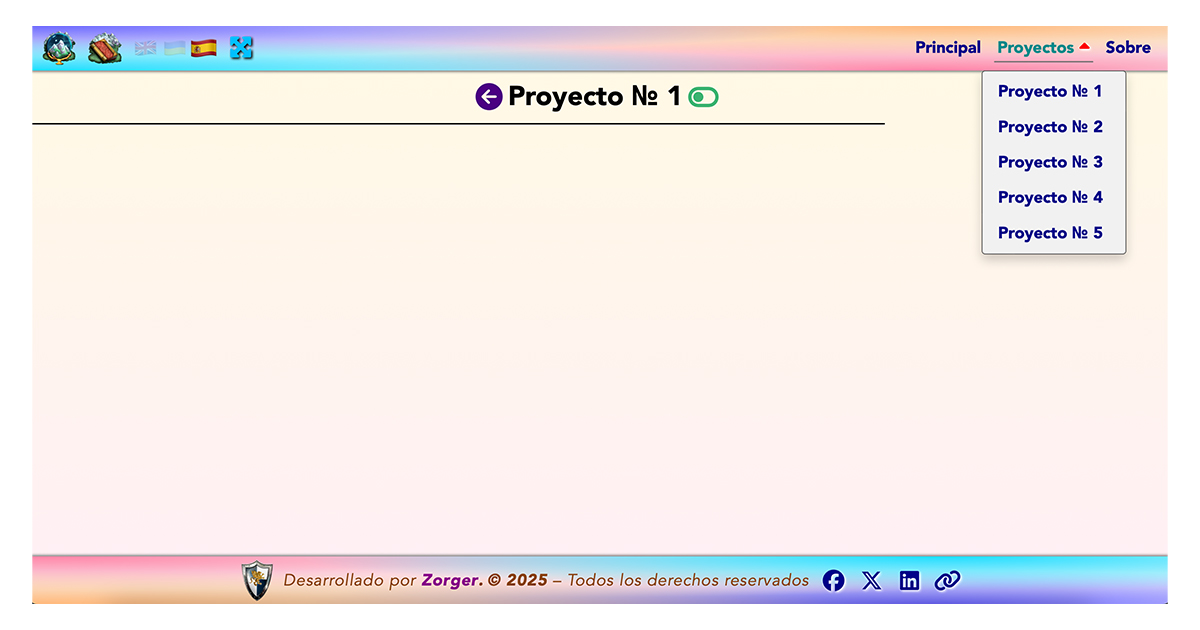 Principal Proyectos Sobre
Proyecto № 1
Proyecto № 1
Proyecto № 2
Proyecto № 3
Proyecto № 4
Proyecto № 5
Desarrollado por Zorger. © 2025 – Todos los derechos reservados